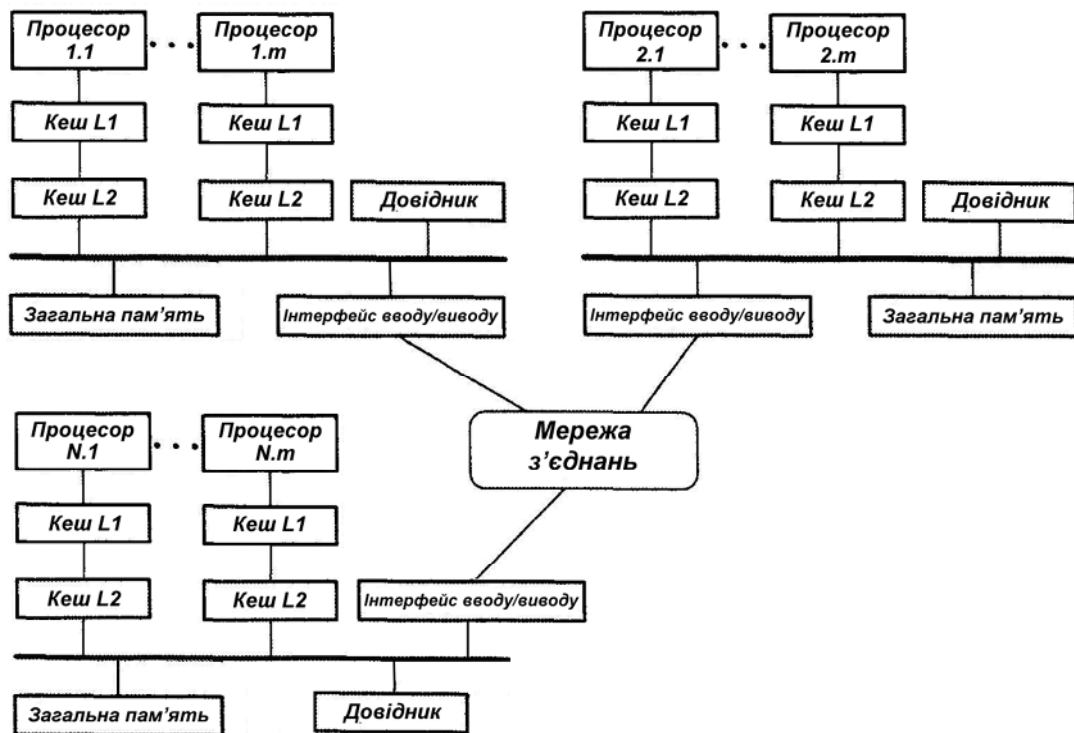 Процесор
1.1
Процесор
1.m
Кеш L1
Кеш L1
Кеш L2
Кеш L2
Довідник
Загальна пам'ять
Інтерфейс вводу/виводу
Процесор
2.1
Процесор
2.m
Кеш L1
Кеш L1
Кеш L2
Кеш L2
Довідник
Інтерфейс вводу/виводу
Загальна пам'ять
Мережа
з'єднань
Процесор
N.1
Процесор
N.m
Кеш L1
Кеш L1
Кеш L2
Кеш L2
Інтерфейс вводу/виводу
Загальна пам'ять
Довідник